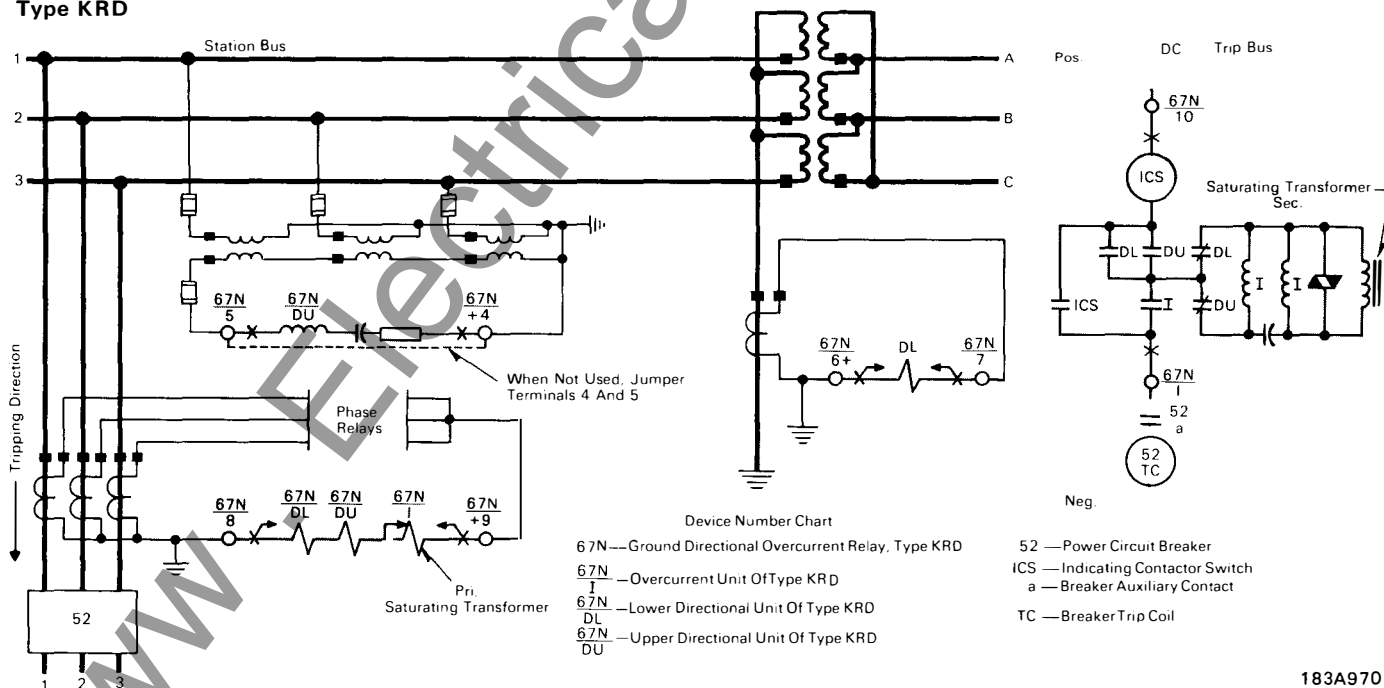 Type KRD
Station Bus
1
2
3
A
B
C
Pos.
DC Trip Bus
67N
10
ICS
Saturating Transformer
Sec.
DL
DU
DL
ICS
I
DU
I
I
67N
1
52
a
52
TC
Neg.
67N
5
67N
DU
67N
+4
When Not Used, Jumper
Terminals 4 And 5
67N
6+
DL
67N
7
Tripping Direction
Phase
Relays
67N
8
67N
DL
67N
DU
67N
I
67N
+9
Pri.
Saturating Transformer
52
1 2 3
Device Number Chart
67N--Ground Directional Overcurrent Relay, Type KRD
67N
I
—Overcurrent Unit Of Type KRD
67N
DL
—Lower Directional Unit Of Type KRD
67N
DU
—Upper Directional Unit Of Type KRD
52 —Power Circuit Breaker
ICS —Indicating Contactor Switch
a —Breaker Auxiliary Contact
TC —Breaker Trip Coil
183A970
ww . Electrica